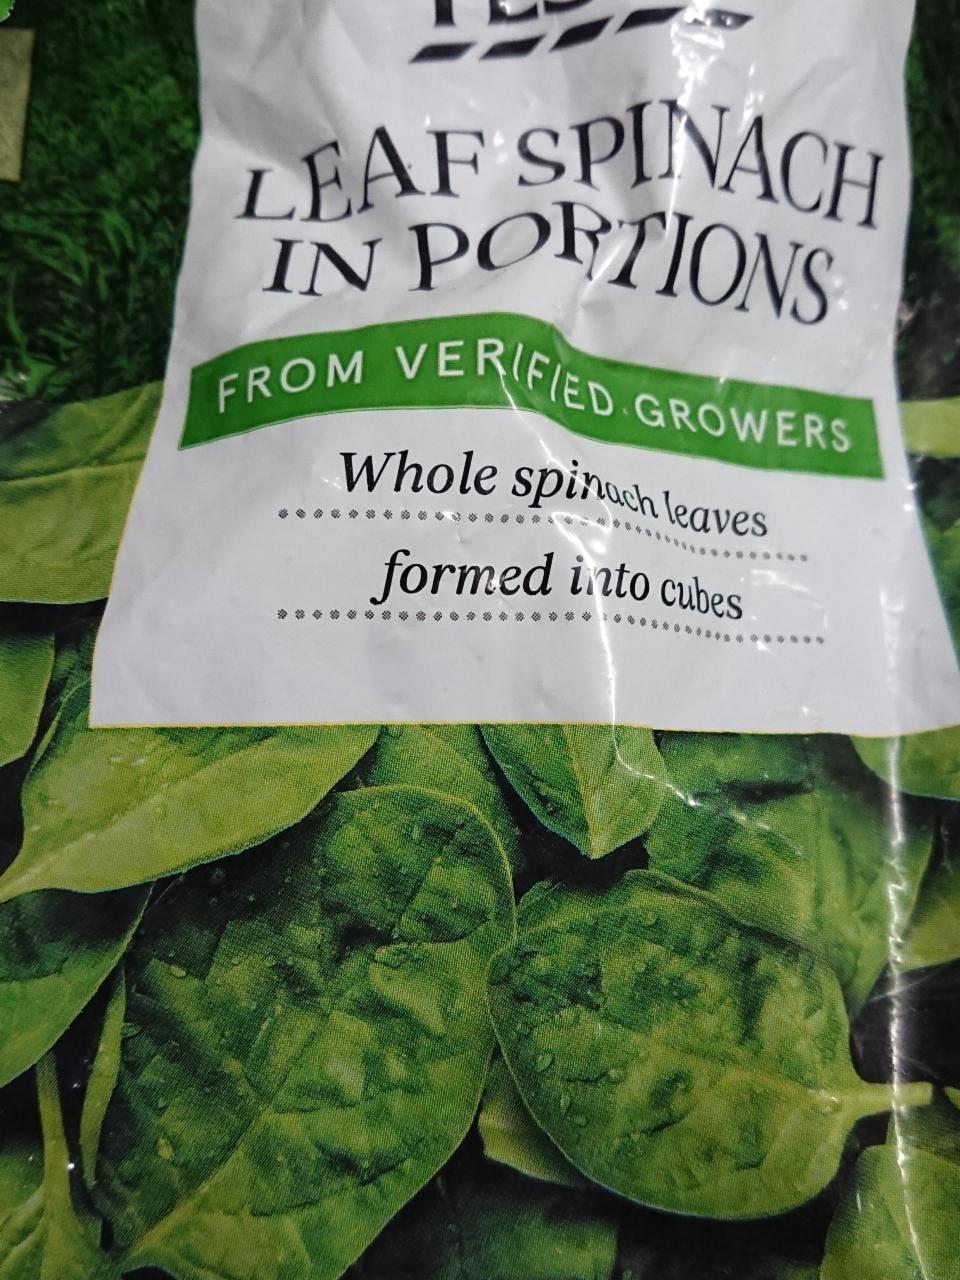 LEAF SPINACH
IN PORTIONS
FROM VERIFIED GROWERS
Whole spinach leaves
formed into cubes